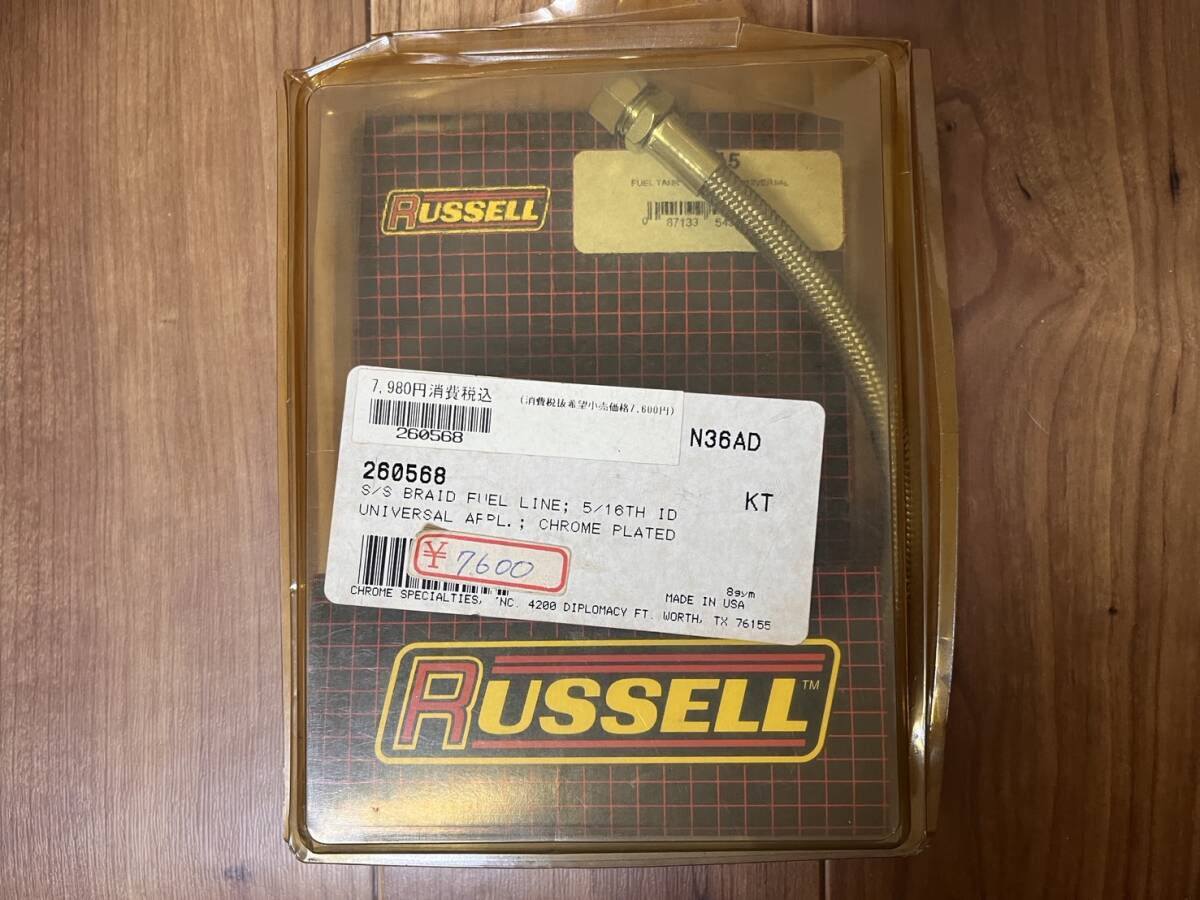 RUSSELL
FUEL TANK
0 87133
7,980円消費税込
(消費税抜希望小売価格7,600円)
260568
N36AD
260568
KT
S/S BRAID FUEL LINE; 5/16TH ID
UNIVERSAL APPL.; CHROME PLATED
¥ 7600
8gym
MADE IN USA
CHROME SPECIALTIES, INC. 4200 DIPLOMACY FT. WORTH, TX 76155
RUSSELL™